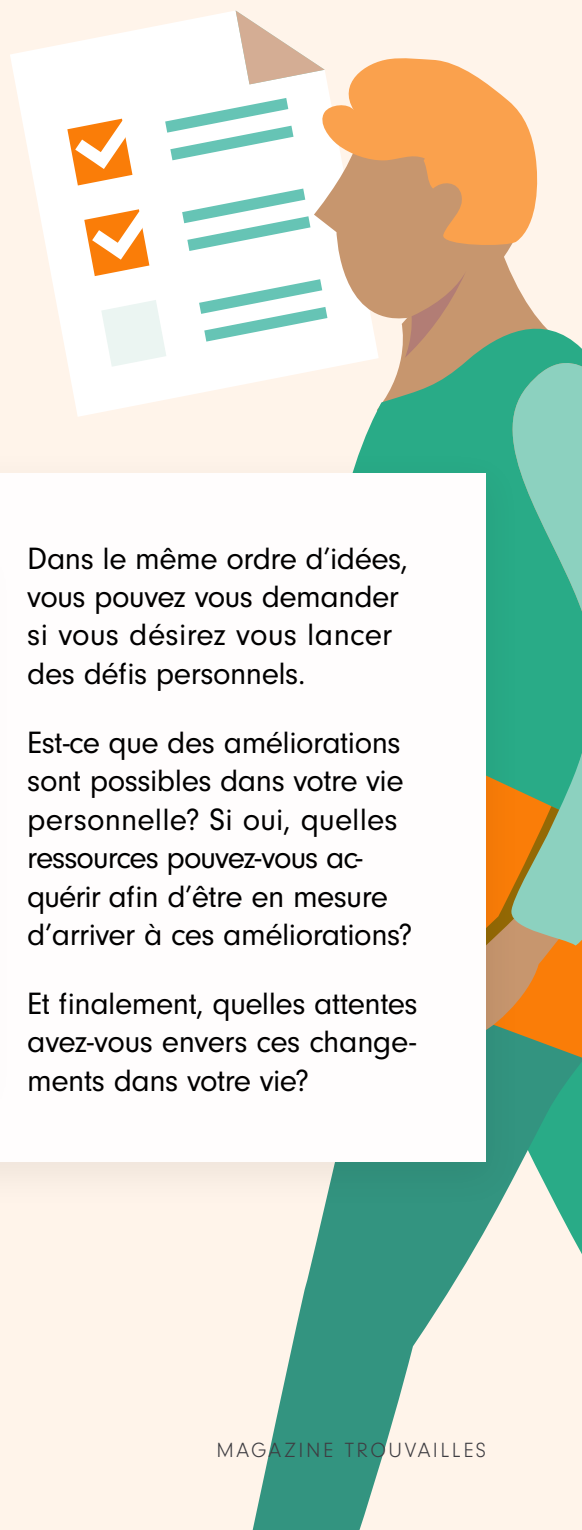 Dans le même ordre d’idées,
vous pouvez vous demander
si vous désirez vous lancer
des défis personnels.
Est-ce que des améliorations
sont possibles dans votre vie
personnelle? Si oui, quelles
ressources pouvez-vous ac-
quérir afin d’être en mesure
d’arriver à ces améliorations?
Et finalement, quelles attentes
avez-vous envers ces change-
ments dans votre vie?
MAGAZINE TROUVAILLES